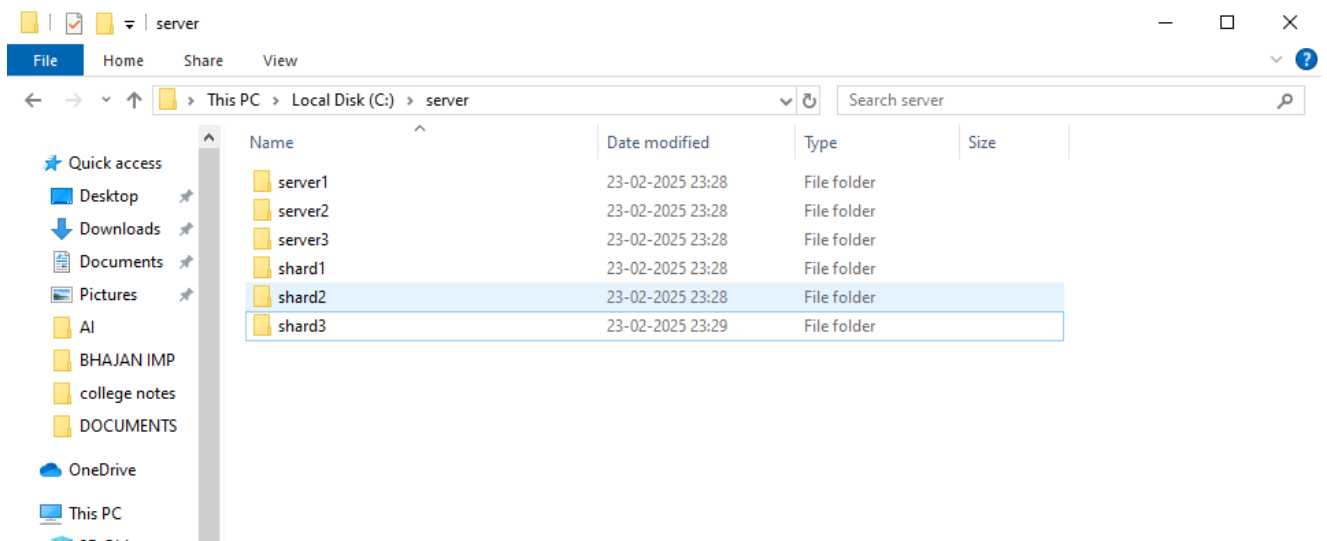 server
File Home Share View
This PC > Local Disk (C:) > server
Search server
Name Date modified Type Size
Quick access
Desktop
Downloads
Documents
Pictures
AI
BHAJAN IMP
college notes
DOCUMENTS
OneDrive
This PC
server1 23-02-2025 23:28 File folder
server2 23-02-2025 23:28 File folder
server3 23-02-2025 23:28 File folder
shard1 23-02-2025 23:28 File folder
shard2 23-02-2025 23:28 File folder
shard3 23-02-2025 23:29 File folder